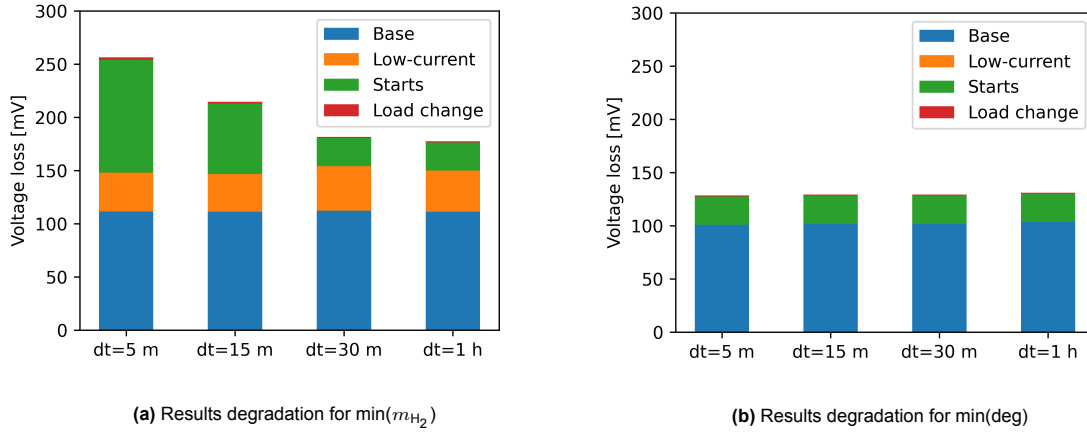 300
250
200
150
100
50
0
Voltage loss [mV]
Base
Low-current
Starts
Load change
dt=5 m
dt=15 m
dt=30 m
dt=1 h
(a) Results degradation for min(m_H₂)
300
250
200
150
100
50
0
Voltage loss [mV]
Base
Low-current
Starts
Load change
dt=5 m
dt=15 m
dt=30 m
dt=1 h
(b) Results degradation for min(deg)